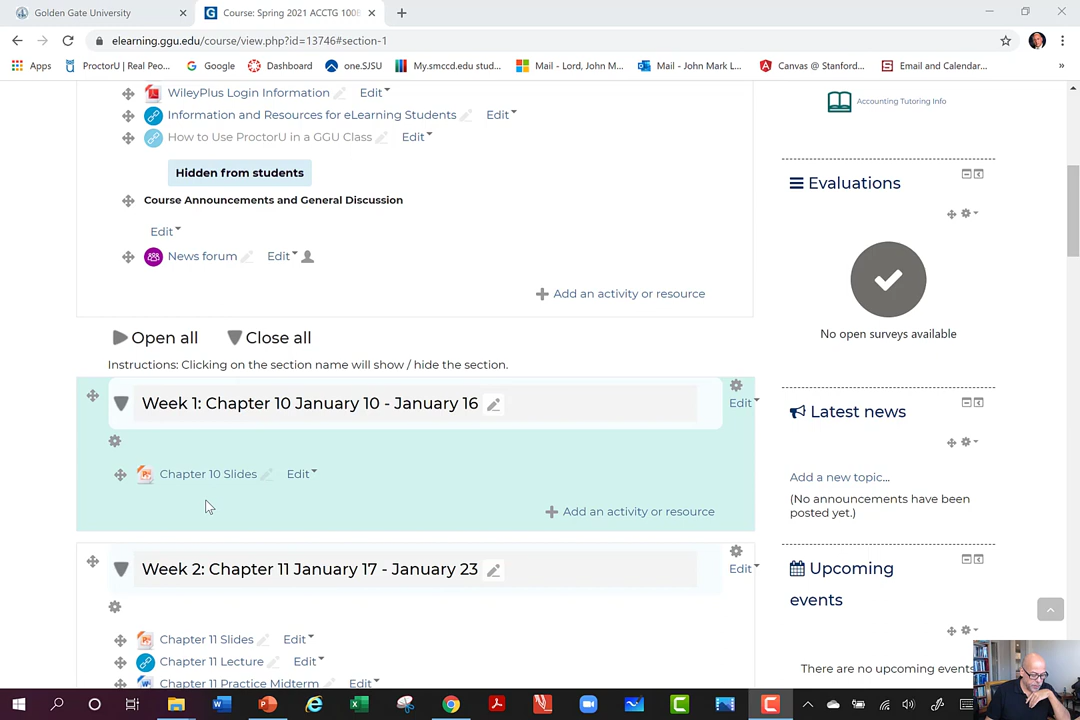 Golden Gate University
Course: Spring 2021 ACCTG 100B
elearning.ggu.edu/course/view.php?id=13746#section-1
Apps
ProctorU | Real Peo...
Google
Dashboard
one.SJSU
My.smccd.edu stud...
Mail - Lord, John M...
Mail - John Mark L...
Canvas @ Stanford...
Email and Calendar...
WileyPlus Login Information
Edit
Information and Resources for eLearning Students
Edit
How to Use ProctorU in a GGU Class
Edit
Hidden from students
Course Announcements and General Discussion
Edit
News forum
Edit
Add an activity or resource
Open all
Close all
Instructions: Clicking on the section name will show / hide the section.
Week 1: Chapter 10 January 10 - January 16
Edit
Chapter 10 Slides
Edit
Add an activity or resource
Week 2: Chapter 11 January 17 - January 23
Edit
Chapter 11 Slides
Edit
Chapter 11 Lecture
Edit
Chapter 11 Practice Midterm
Edit
Accounting Tutoring Info
Evaluations
No open surveys available
Latest news
Add a new topic...
(No announcements have been
posted yet.)
Upcoming
events
There are no upcoming events